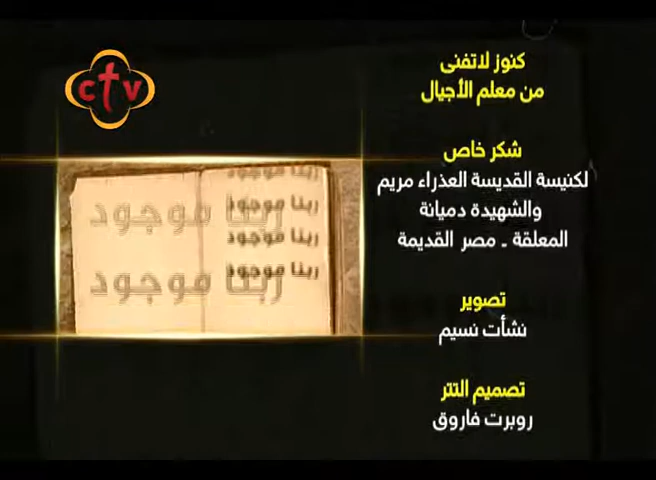 ctv
كنوز لاتفنى
من معلم الأجيال
شكر خاص
لكنيسة القديسة العذراء مريم
والشهيدة دميانة
المعلقة - مصر القديمة
تصوير
نشأت نسيم
تصميم التتر
روبرت فاروق
ربنا موجود
ربنا موجود
ربنا موجود
ربنا موجود
ربنا موجود
ربنا موجود